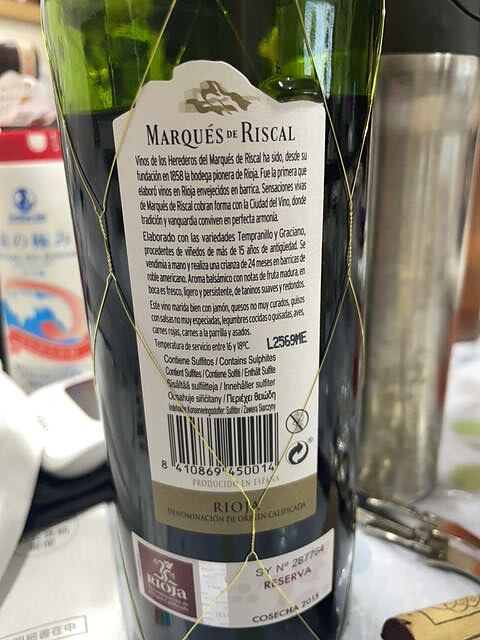 MARQUÉS DE RISCAL
Vinos de los Herederos del Marqués de Riscal ha sido, desde su
fundación en 1858 la bodega pionera de Rioja. Fue la primera que
elaboró vinos en Rioja envejecidos en barrica. Sensaciones vivas
de Marqués de Riscal cobran forma con la Ciudad del Vino, donde
tradición y vanguardia conviven en perfecta armonía.
Elaborado con las variedades Tempranillo y Graciano,
procedentes de viñedos de más de 15 años de antigüedad. Se
vendimia a mano y realiza una crianza de 24 meses en barricas de
roble americano. Aroma balsámico con notas de fruta madura, en
boca es fresco, ligero y persistente, de taninos suaves y redondos.
Este vino marida bien con jamón, quesos no muy curados, guisos
con salsas no muy especiadas, legumbres cocidas o guisadas, aves,
carnes rojas, carnes a la parrilla y asados.
Temperatura de servicio entre 16 y 18ºC.
L2569ME
Contiene Sulfitos / Contains Sulphites
Contient Sulfites / Contiene Solfiti / Enthält Sulfite
Sisältää sulfiitteja / Innehåller sulfiter
Obsahuje siřičitany / Περιέχει Θειώδη
Indeholder Konserveringsstoffer: Sulfitter / Zawiera Siarczyny
8 410869 450014
PRODUCIDO EN ESPAÑA
RIOJA
DENOMINACIÓN DE ORIGEN CALIFICADA
RIOJA
SY Nº 287764
RESERVA
COSECHA 2015